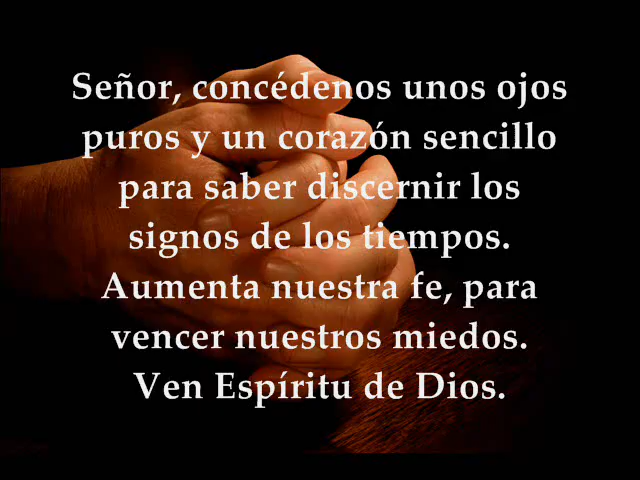 Señor, concédenos unos ojos
puros y un corazón sencillo
para saber discernir los
signos de los tiempos.
Aumenta nuestra fe, para
vencer nuestros miedos.
Ven Espíritu de Dios.